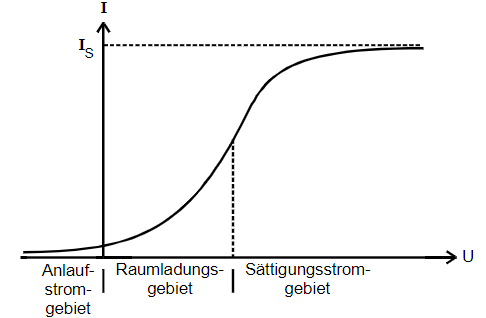 I
I_S
U
Anlauf-
strom-
gebiet
Raumladungs-
gebiet
Sättigungsstrom-
gebiet